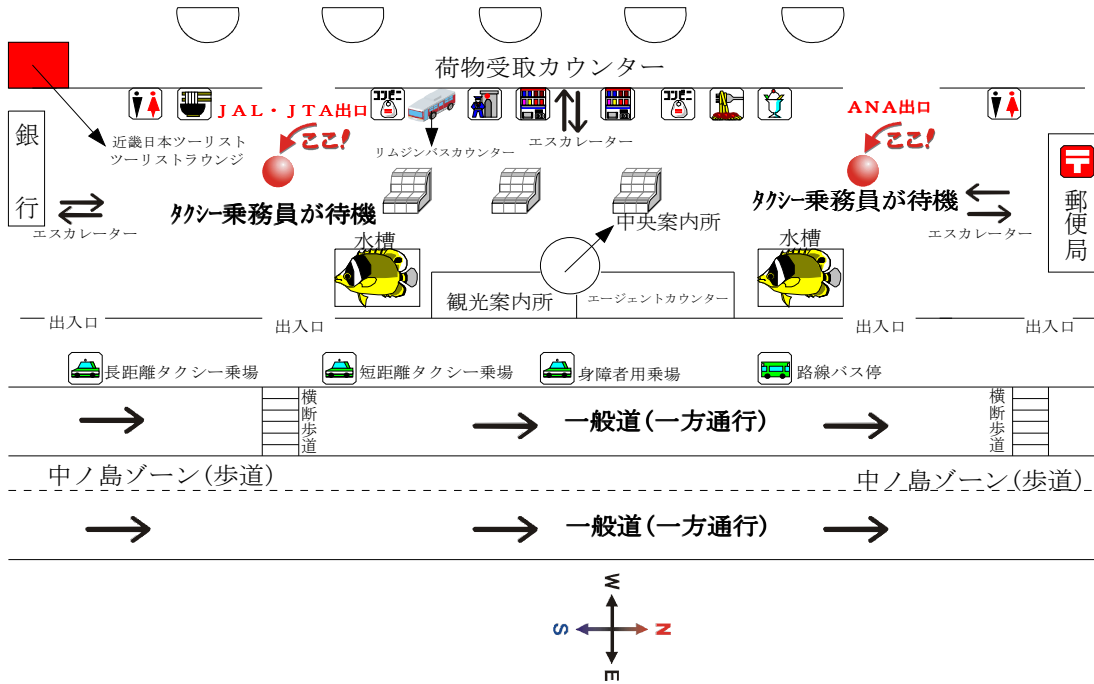 荷物受取カウンター
コンビニ
コンビニ
JAL・JTA出口
ANA出口
ここ!
ここ!
銀行
近畿日本ツーリスト
ツーリストラウンジ
リムジンバスカウンター
エスカレーター
〒
郵便局
タクシー乗務員が待機
タクシー乗務員が待機
エスカレーター
エスカレーター
中央案内所
水槽
水槽
観光案内所
エージェントカウンター
出入口
出入口
出入口
出入口
長距離タクシー乗場
短距離タクシー乗場
身障者用乗場
路線バス停
横断歩道
横断歩道
一般道(一方通行)
中ノ島ゾーン(歩道)
中ノ島ゾーン(歩道)
一般道(一方通行)
W
S
N
E